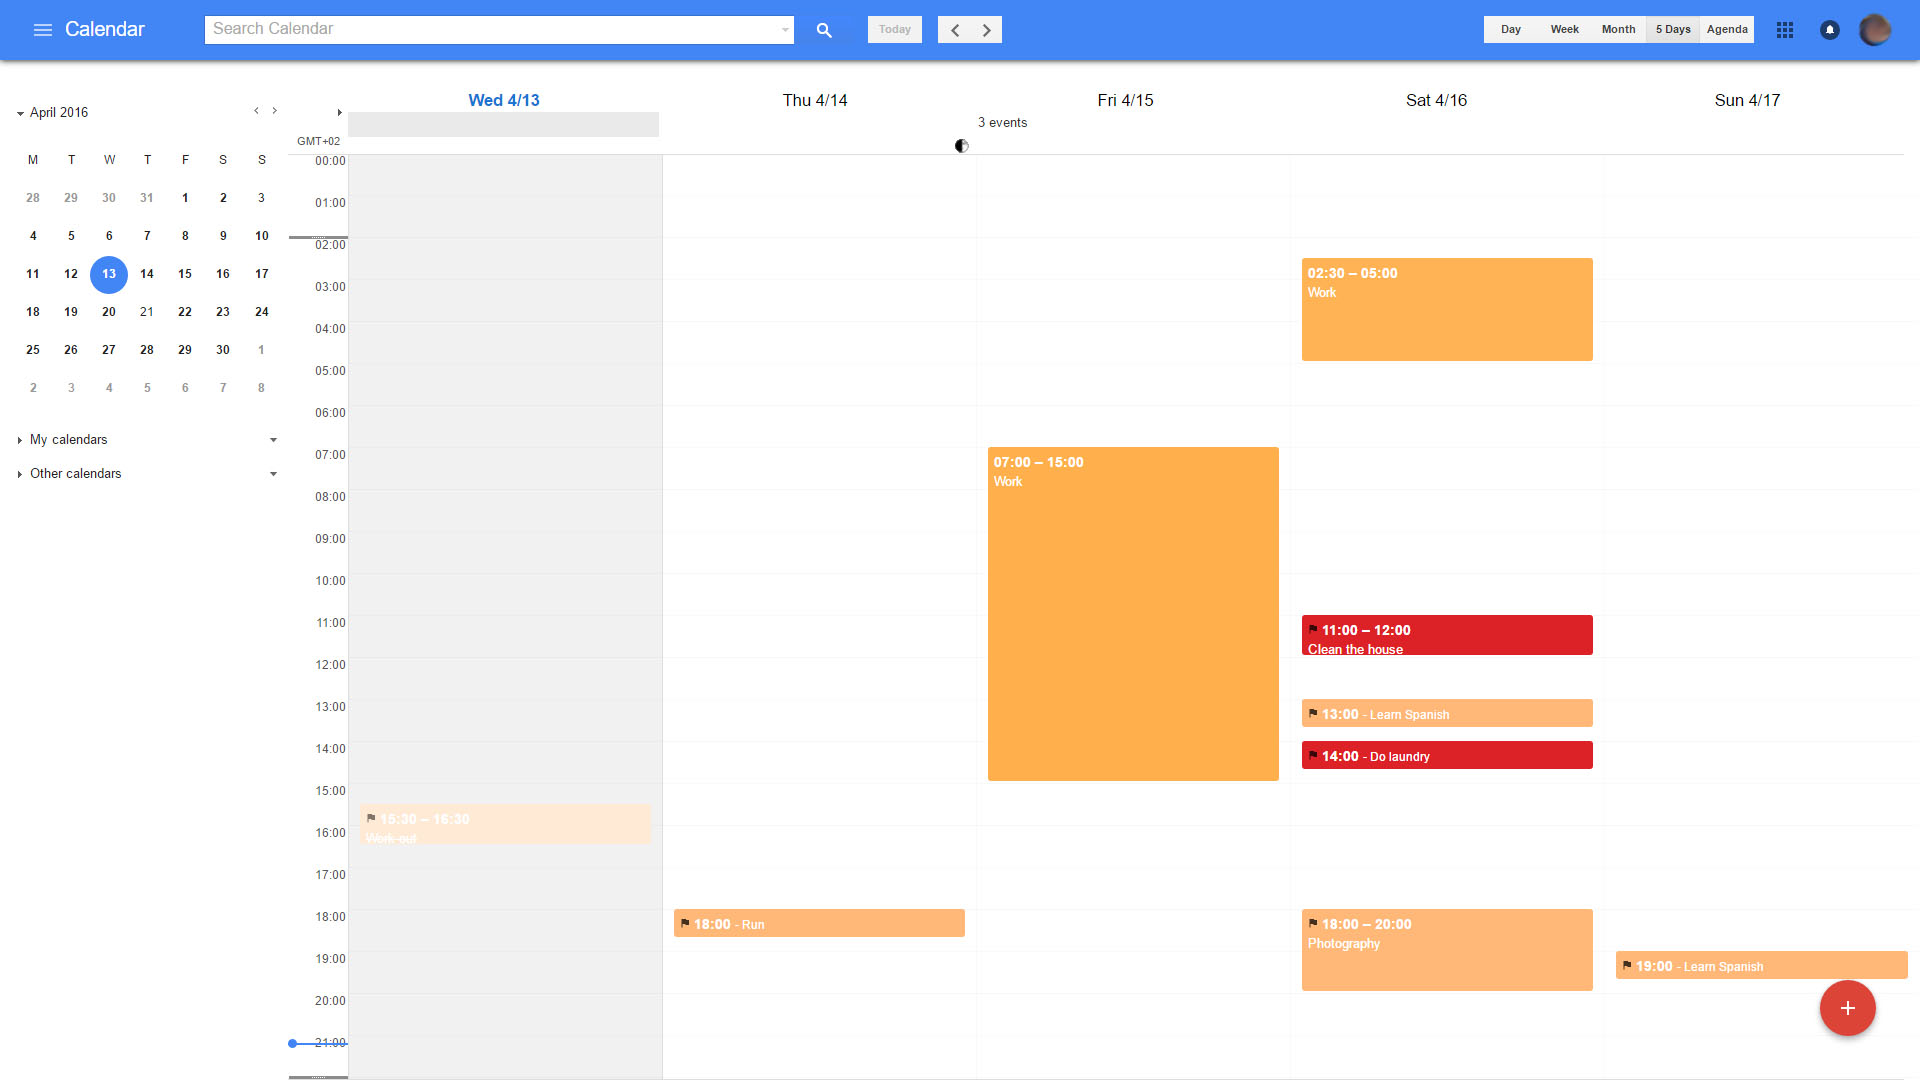 Calendar
Search Calendar
Today
Day Week Month 5 Days Agenda
April 2016
M T W T F S S
28 29 30 31 1 2 3
4 5 6 7 8 9 10
11 12 13 14 15 16 17
18 19 20 21 22 23 24
25 26 27 28 29 30 1
2 3 4 5 6 7 8
My calendars
Other calendars
Wed 4/13 Thu 4/14 Fri 4/15 Sat 4/16 Sun 4/17
3 events
GMT+02
00:00
01:00
02:00
02:30 – 05:00
Work
03:00
04:00
05:00
06:00
07:00
07:00 – 15:00
Work
08:00
09:00
10:00
11:00
11:00 – 12:00
Clean the house
12:00
13:00
13:00 - Learn Spanish
14:00
14:00 - Do laundry
15:00
15:30 – 16:30
Work-out
16:00
17:00
18:00
18:00 - Run
18:00 – 20:00
Photography
19:00
19:00 - Learn Spanish
20:00
21:00